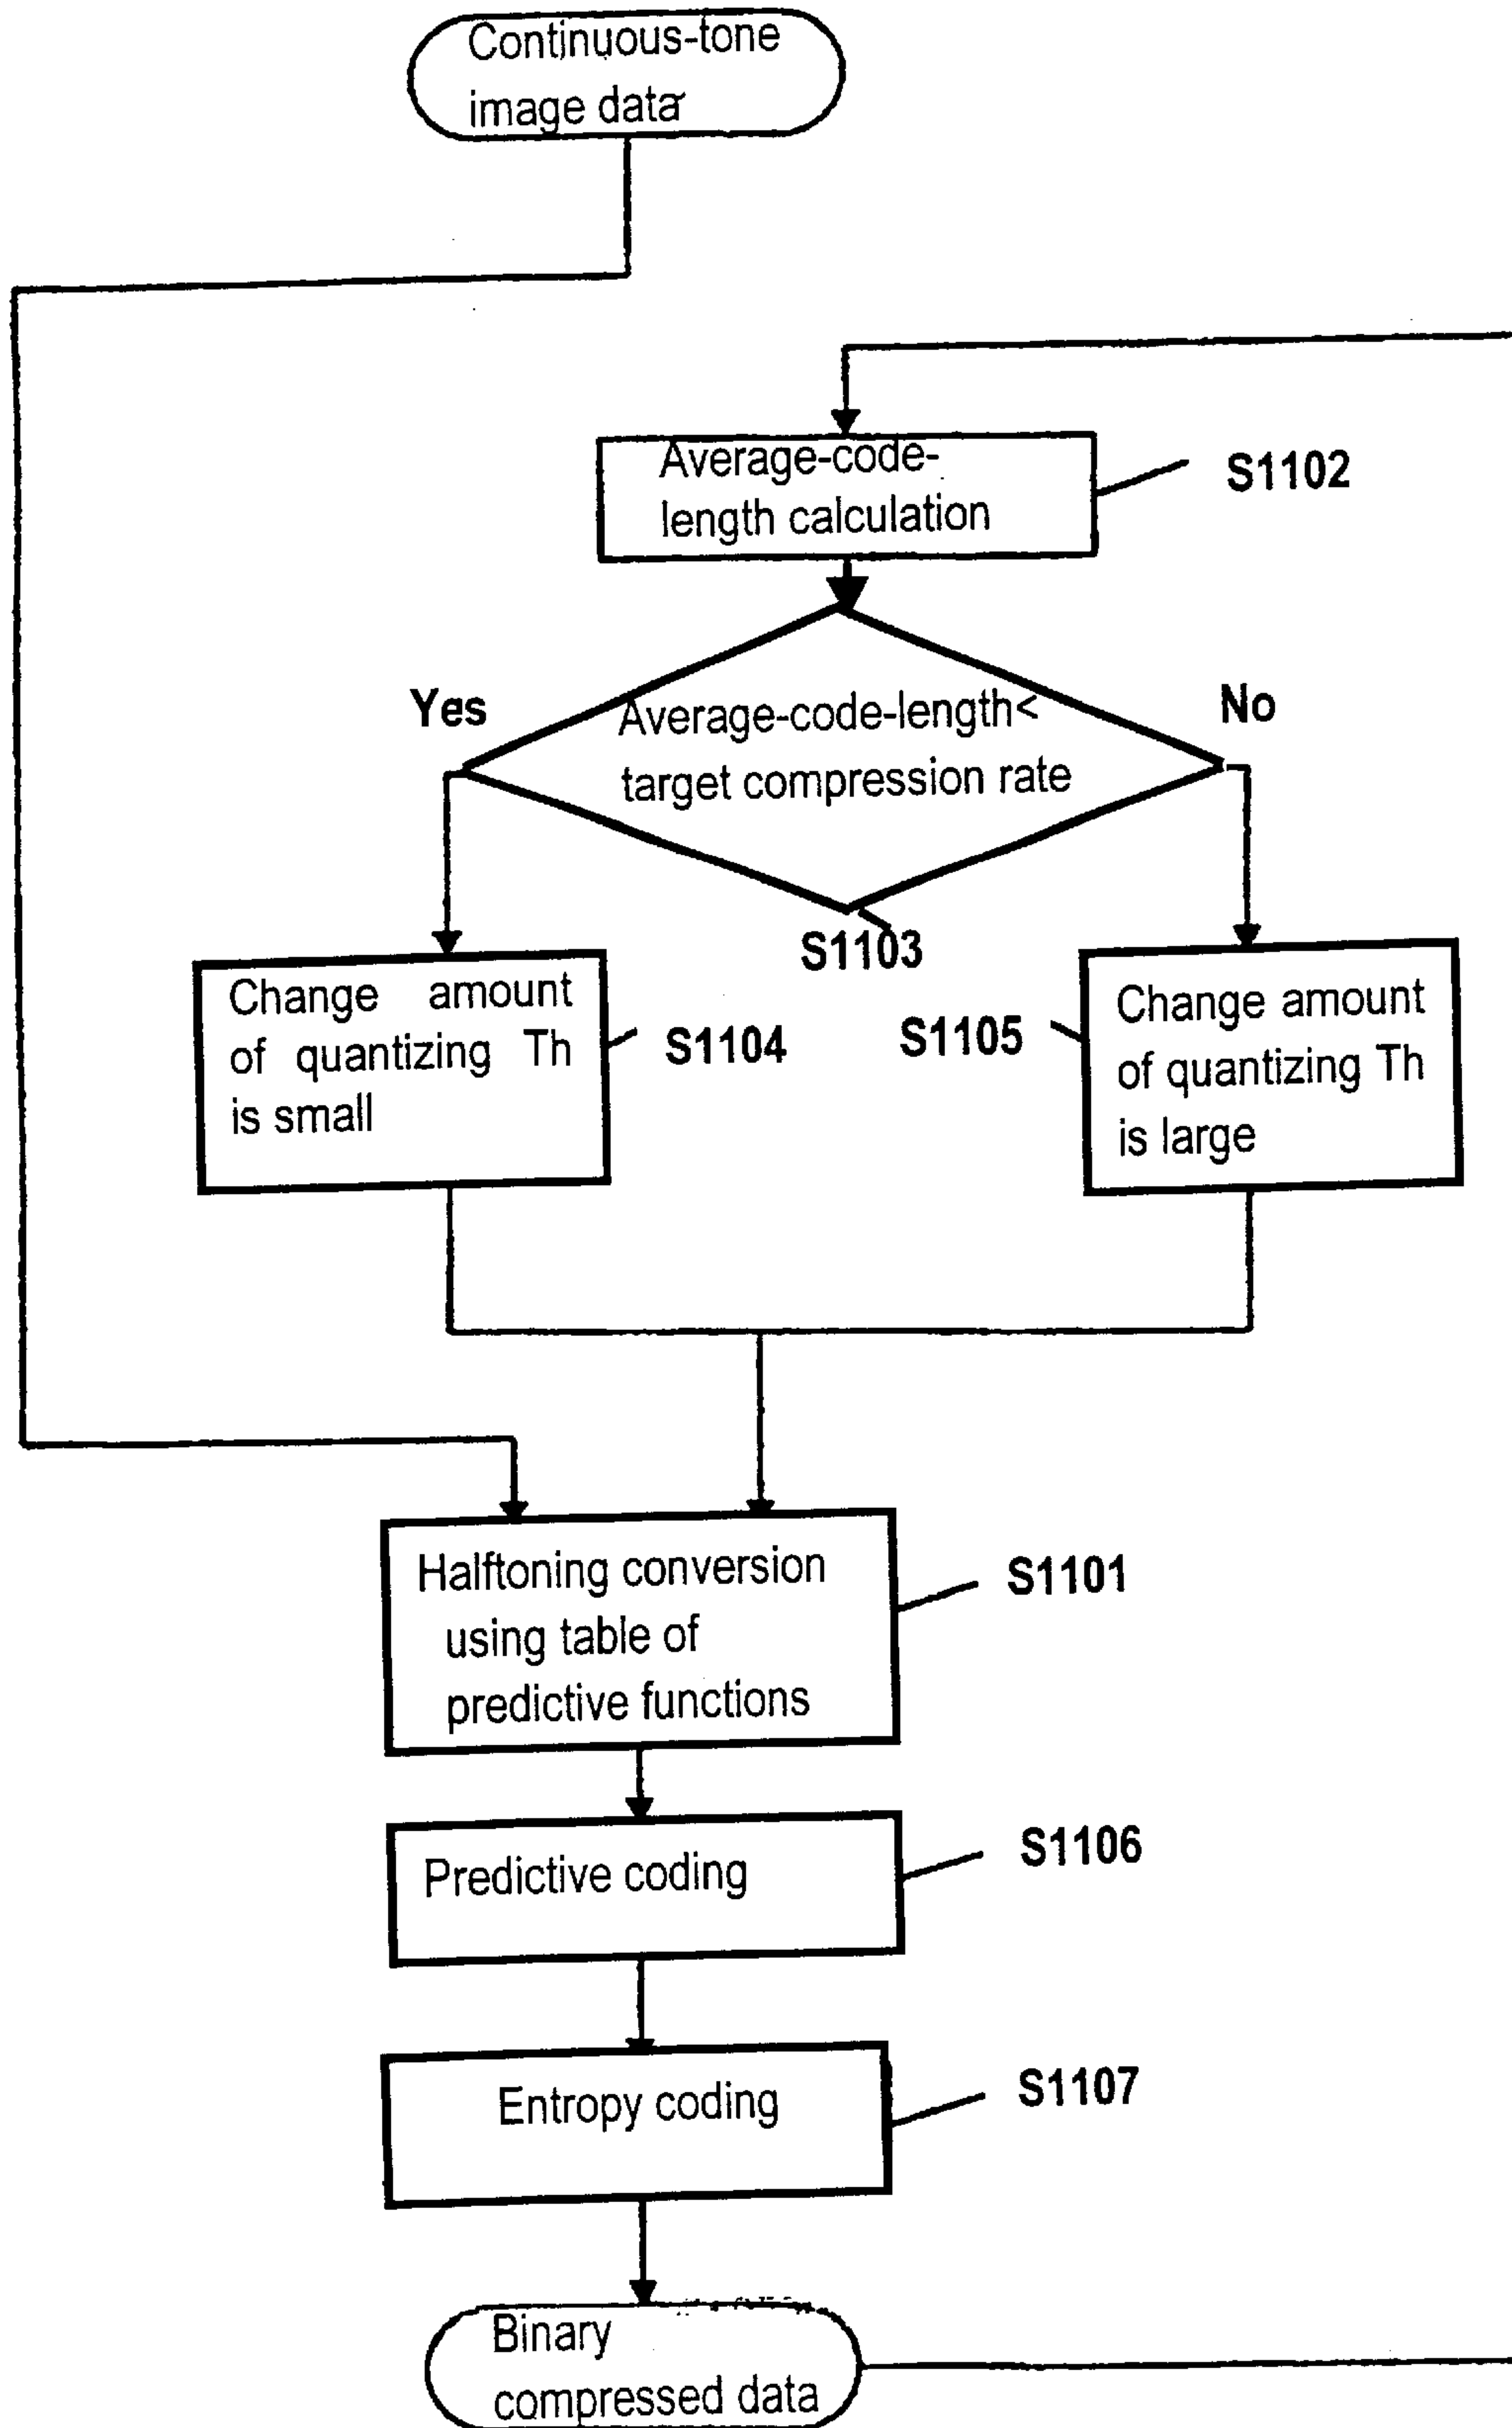 Continuous-tone
image data
Average-code-
length calculation
S1102
Yes
Average-code-length<
target compression rate
No
S1103
Change amount
of quantizing Th
is small
S1104
S1105
Change amount
of quantizing Th
is large
Halftoning conversion
using table of
predictive functions
S1101
Predictive coding
S1106
Entropy coding
S1107
Binary
compressed data